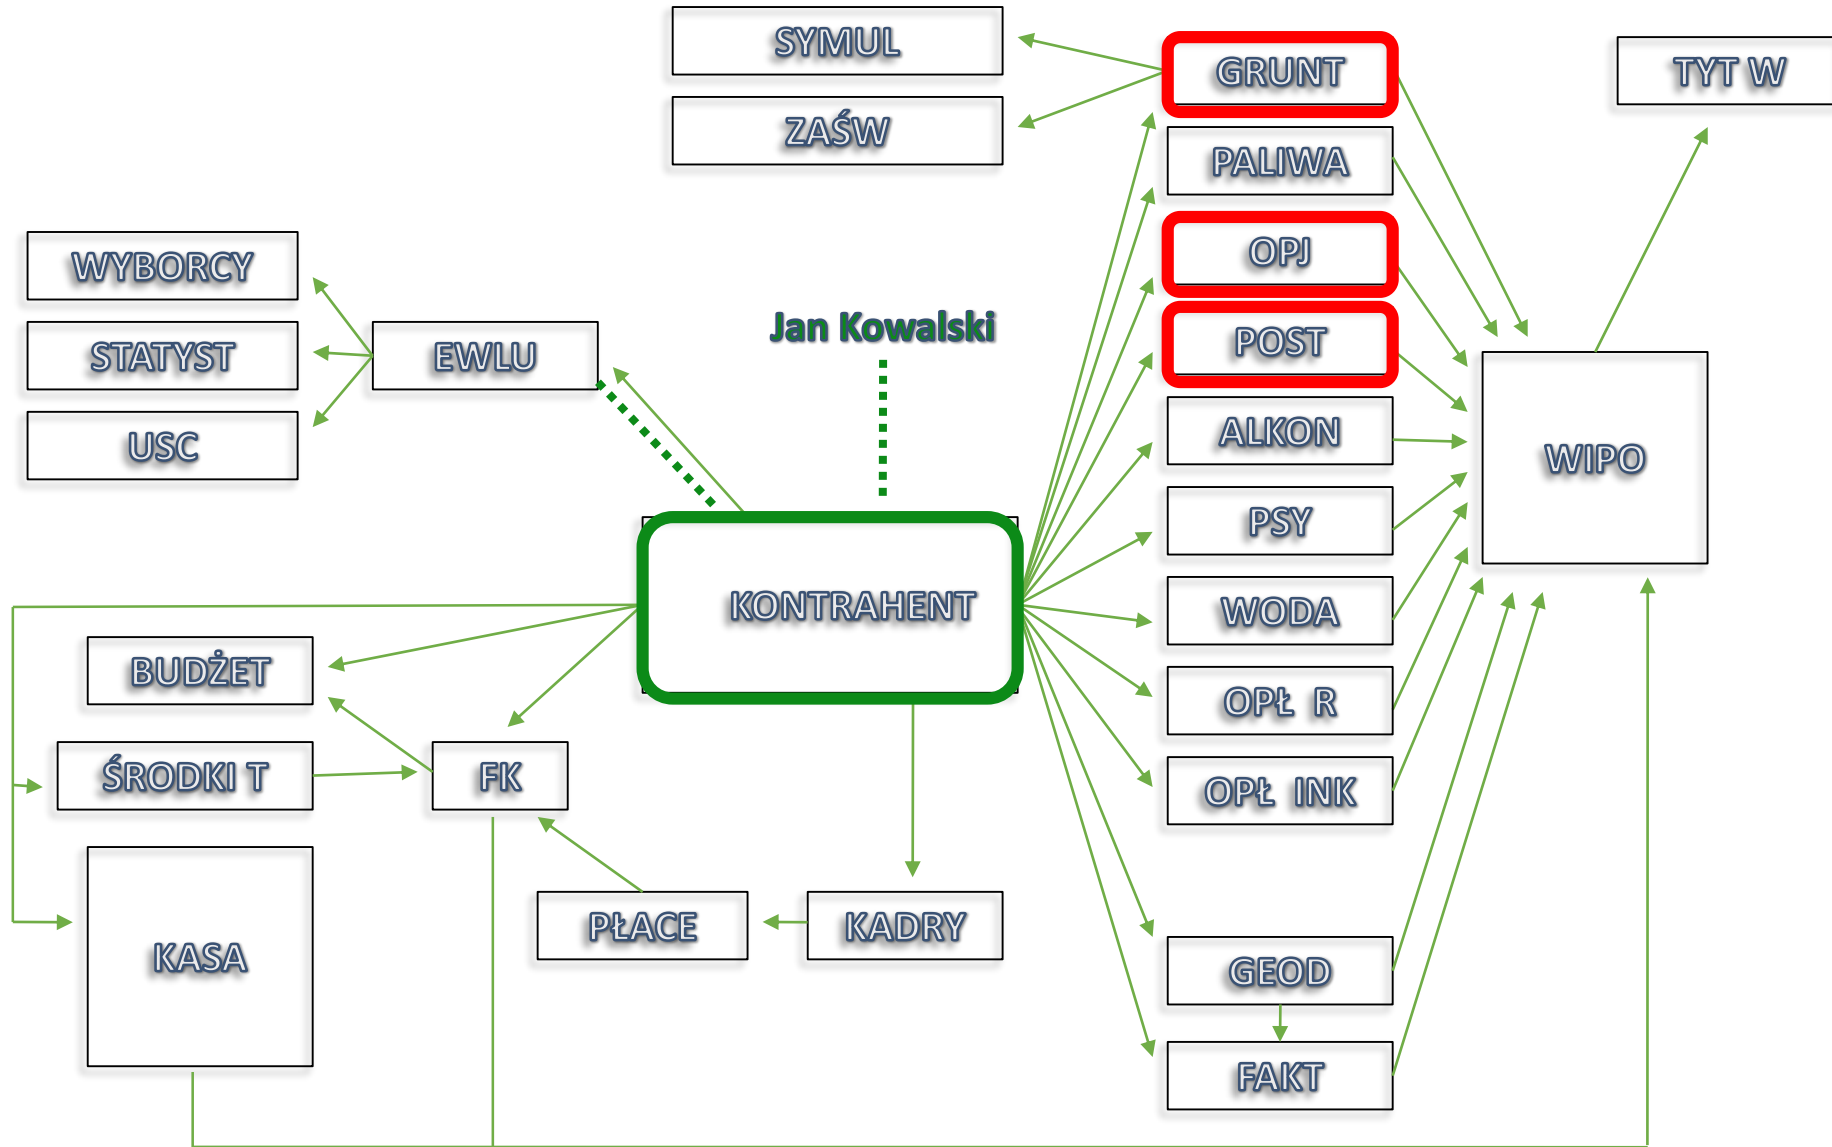 SYMUL
GRUNT
TYT W
ZAŚW
PALIWA
WYBORCY
OPJ
Jan Kowalski
STATYST
EWLU
POST
USC
ALKON
WIPO
PSY
KONTRAHENT
WODA
BUDŻET
OPŁ R
ŚRODKI T
FK
OPŁ INK
KASA
PŁACE
KADRY
GEOD
FAKT